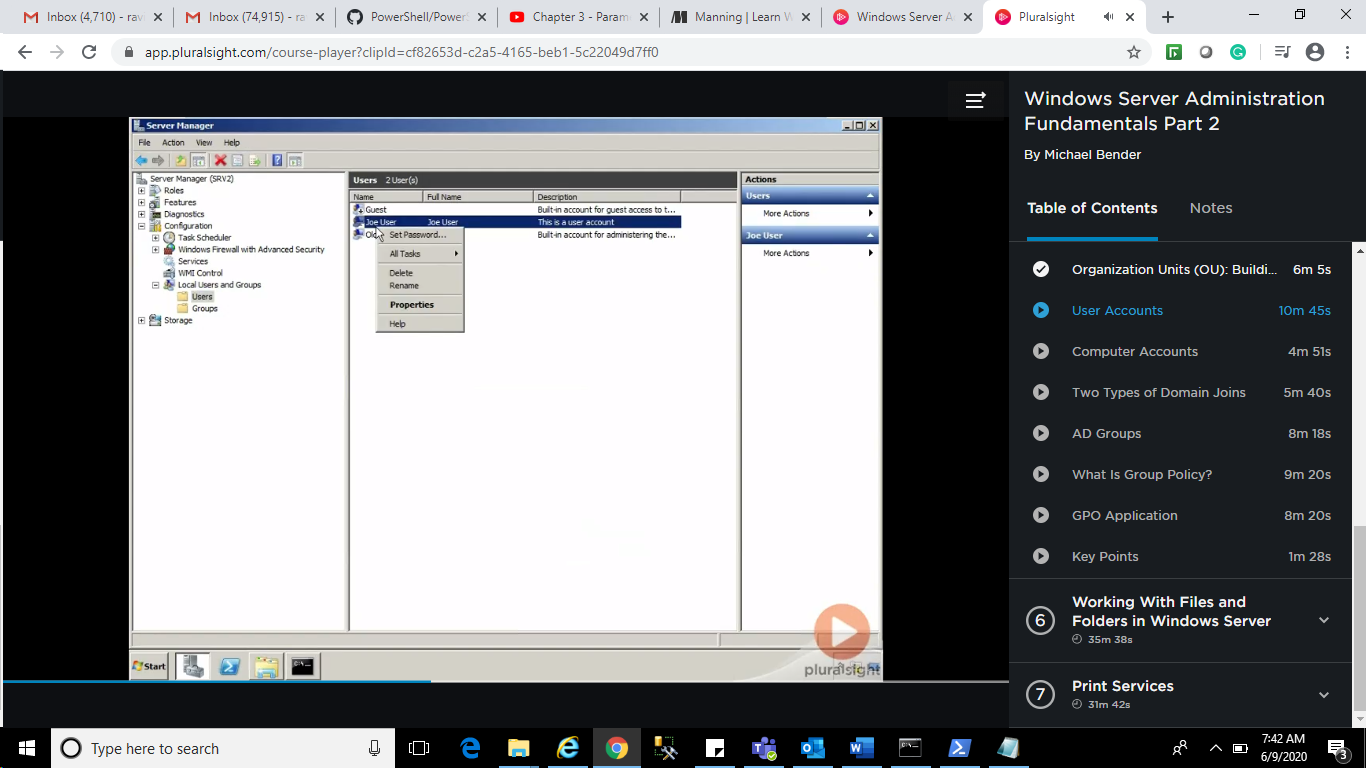 Inbox (4,710) - ravi
Inbox (74,915) - ra
PowerShell/Power
Chapter 3 - Param
Manning | Learn W
Windows Server A
Pluralsight
app.pluralsight.com/course-player?clipId=cf82653d-c2a5-4165-beb1-5c22049d7ff0
Server Manager
File Action View Help
Server Manager (SRV2)
Roles
Features
Diagnostics
Configuration
Task Scheduler
Windows Firewall with Advanced Security
Services
WMI Control
Local Users and Groups
Users
Groups
Storage
Users 2 User(s)
Name Full Name Description
Guest Built-in account for guest access to t...
Joe User Joe User This is a user account
Built-in account for administering the...
Set Password...
All Tasks
Delete
Rename
Properties
Help
Actions
Users
More Actions
Joe User
More Actions
Start
pluralsight
Windows Server Administration
Fundamentals Part 2
By Michael Bender
Table of Contents Notes
Organization Units (OU): Buildi... 6m 5s
User Accounts 10m 45s
Computer Accounts 4m 51s
Two Types of Domain Joins 5m 40s
AD Groups 8m 18s
What Is Group Policy? 9m 20s
GPO Application 8m 20s
Key Points 1m 28s
6
Working With Files and
Folders in Windows Server
35m 38s
7
Print Services
31m 42s
Type here to search
7:42 AM
6/9/2020
3